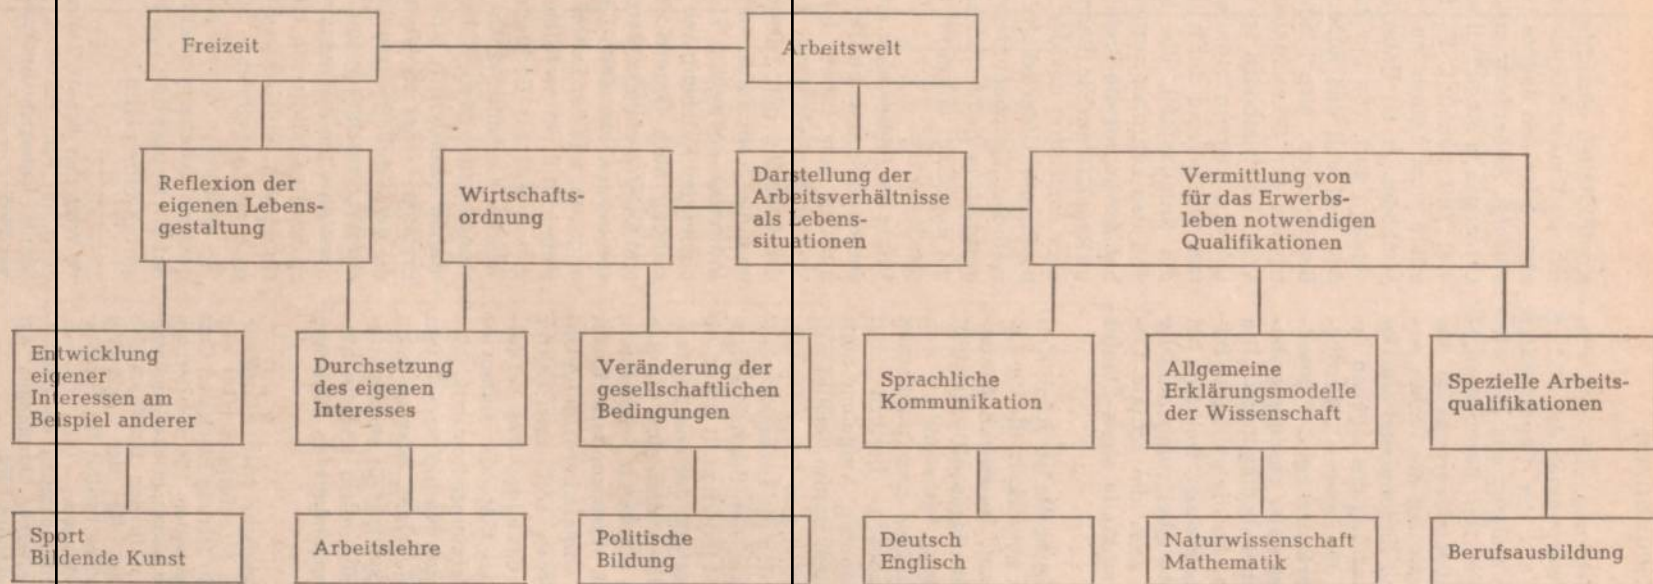 Freizeit
Arbeitswelt
Reflexion der
eigenen Lebens-
gestaltung
Wirtschafts-
ordnung
Darstellung der
Arbeitsverhältnisse
als Lebens-
situationen
Vermittlung von
für das Erwerbs-
leben notwendigen
Qualifikationen
Entwicklung
eigener
Interessen am
Beispiel anderer
Durchsetzung
des eigenen
Interesses
Veränderung der
gesellschaftlichen
Bedingungen
Sprachliche
Kommunikation
Allgemeine
Erklärungsmodelle
der Wissenschaft
Spezielle Arbeits-
qualifikationen
Sport
Bildende Kunst
Arbeitslehre
Politische
Bildung
Deutsch
Englisch
Naturwissenschaft
Mathematik
Berufsausbildung